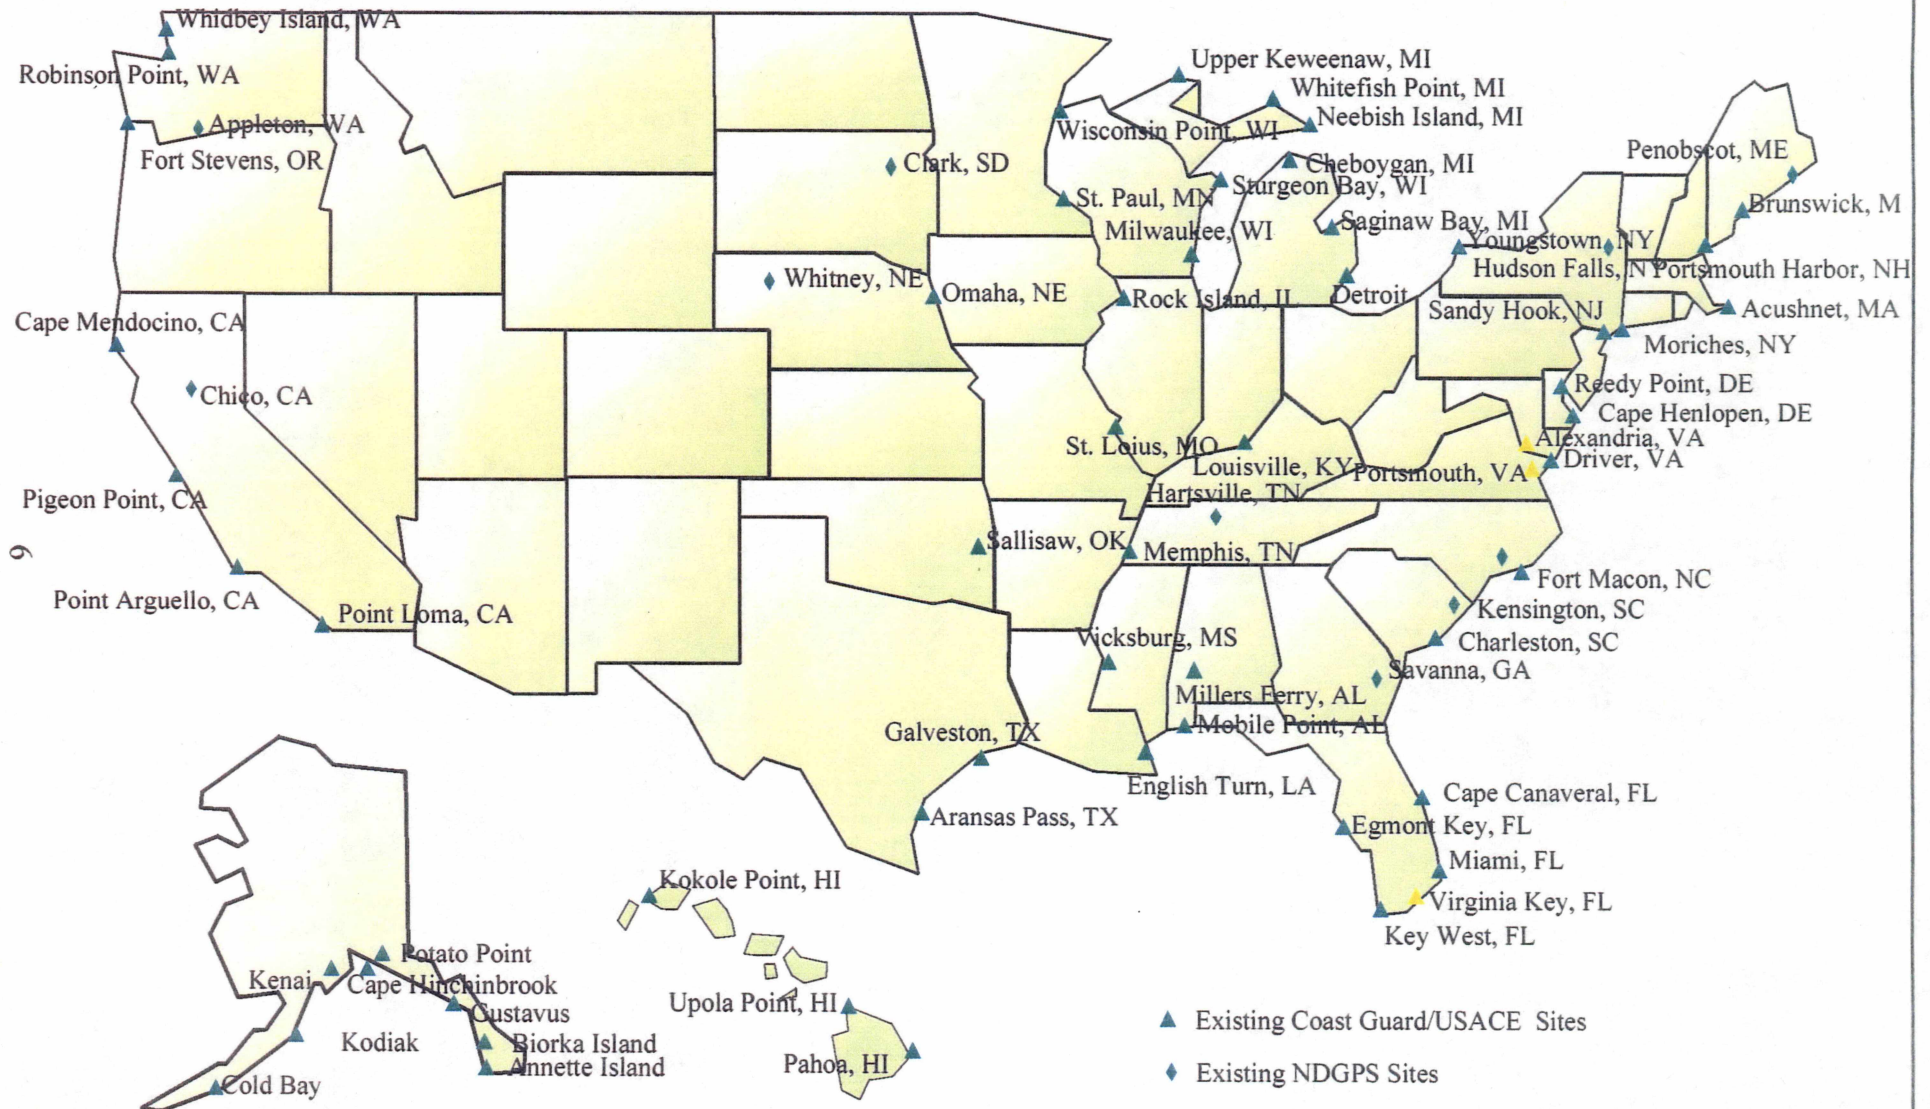 Whidbey Island, WA
Robinson Point, WA
Appleton, WA
Fort Stevens, OR
Cape Mendocino, CA
Chico, CA
Pigeon Point, CA
Point Arguello, CA
Point Loma, CA
Clark, SD
Whitney, NE
Omaha, NE
Upper Keweenaw, MI
Whitefish Point, MI
Neebish Island, MI
Wisconsin Point, WI
Cheboygan, MI
Sturgeon Bay, WI
St. Paul, MN
Saginaw Bay, MI
Milwaukee, WI
Rock Island, IL
Detroit
Penobscot, ME
Brunswick, M
Youngstown, NY
Hudson Falls, N
Portsmouth Harbor, NH
Sandy Hook, NJ
Acushnet, MA
Moriches, NY
Reedy Point, DE
Cape Henlopen, DE
Alexandria, VA
Driver, VA
Portsmouth, VA
St. Loius, MO
Louisville, KY
Hartsville, TN
Sallisaw, OK
Memphis, TN
Fort Macon, NC
Kensington, SC
Charleston, SC
Savanna, GA
Vicksburg, MS
Millers Ferry, AL
Mobile Point, AL
Galveston, TX
English Turn, LA
Aransas Pass, TX
Cape Canaveral, FL
Egmont Key, FL
Miami, FL
Virginia Key, FL
Key West, FL
Kokole Point, HI
Upola Point, HI
Pahoa, HI
Potato Point
Kenai
Cape Hinchinbrook
Gustavus
Kodiak
Biorka Island
Annette Island
Cold Bay
Existing Coast Guard/USACE Sites
Existing NDGPS Sites
6